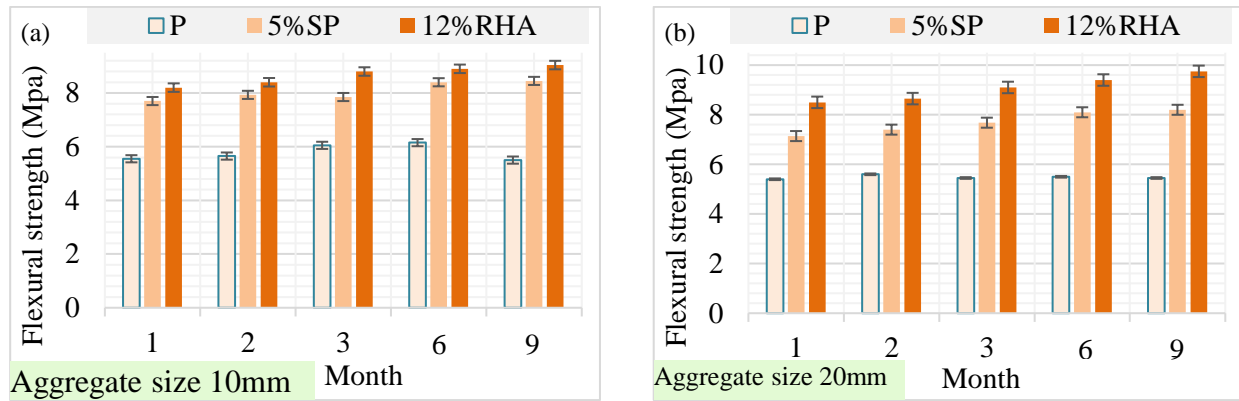 (a) P 5%SP 12%RHA
Flexural strength (Mpa)
8
6
4
2
0
1 2 3 6 9
Month
Aggregate size 10mm
(b) P 5%SP 12%RHA
Flexural strength (Mpa)
10
8
6
4
2
0
1 2 3 6 9
Month
Aggregate size 20mm